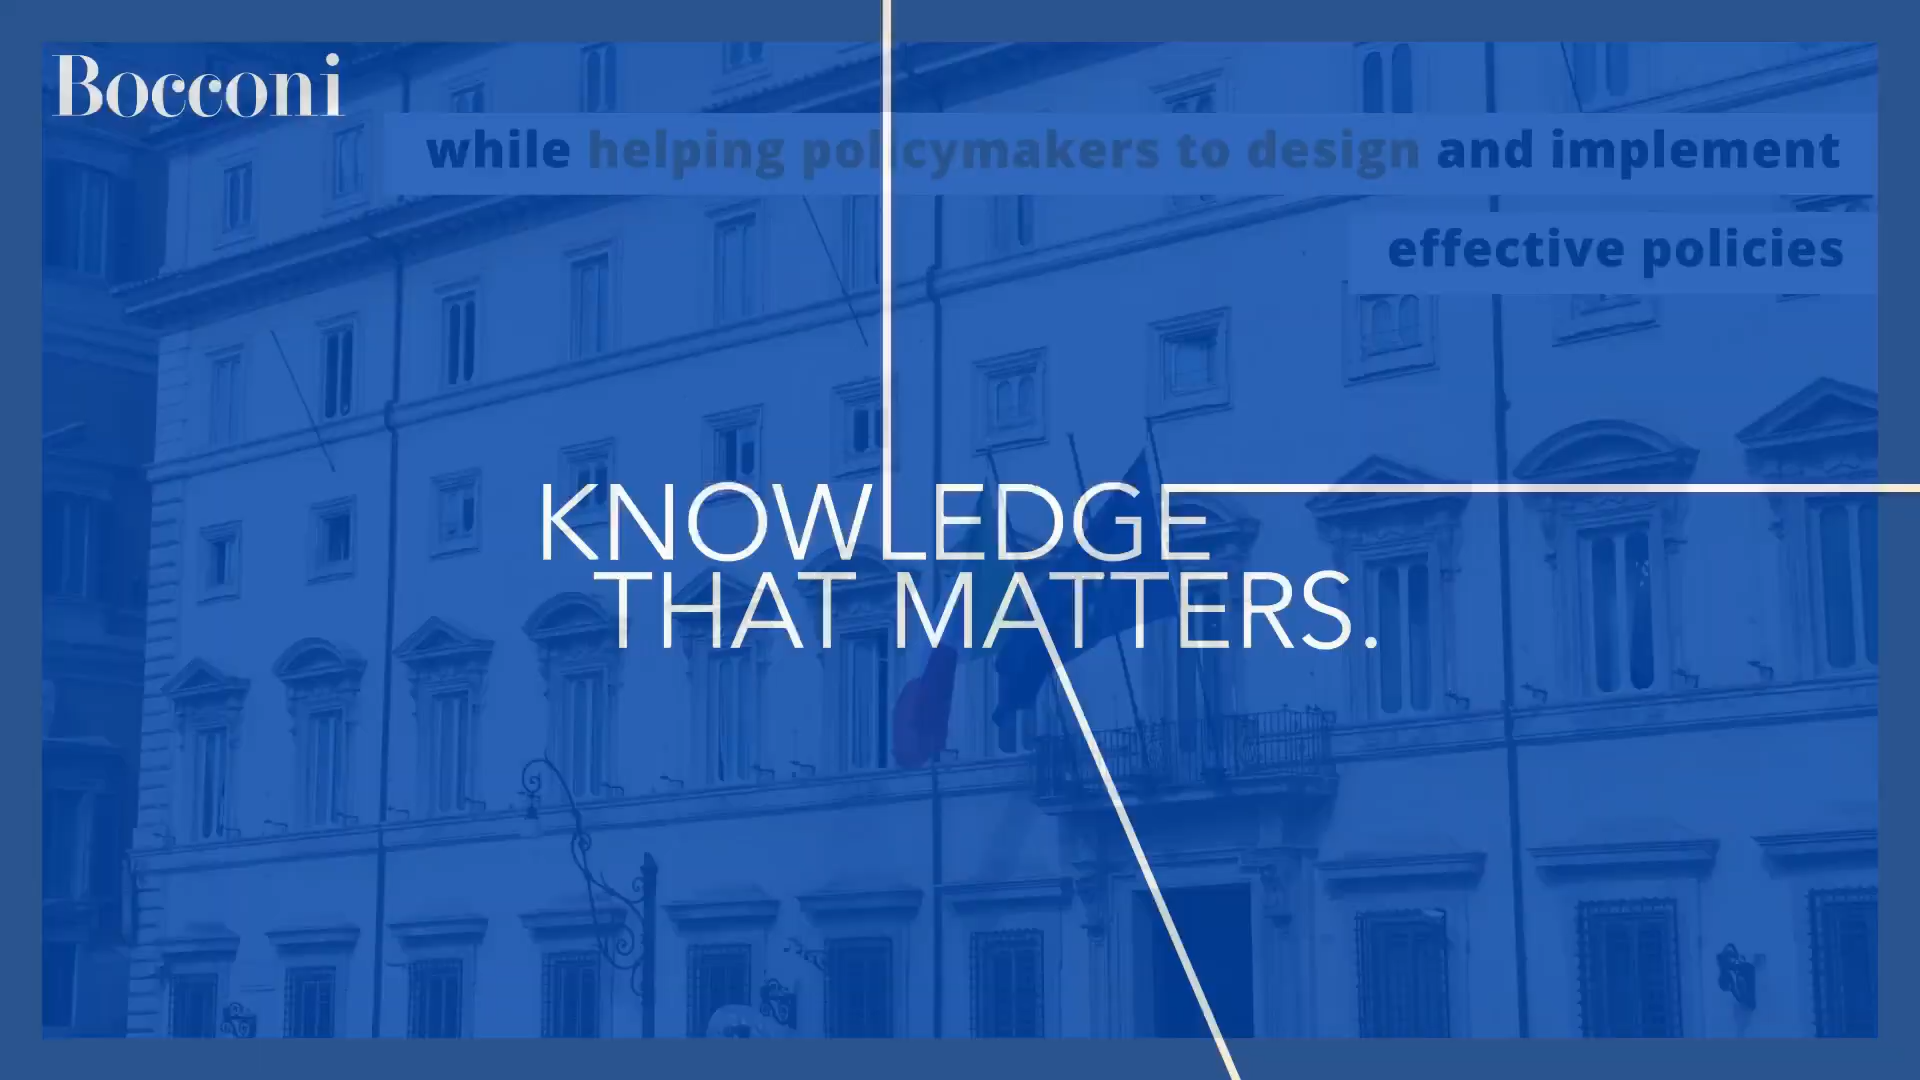 Bocconi
while helping policymakers to design and implement
effective policies
KNOWLEDGE
THAT MATTERS.